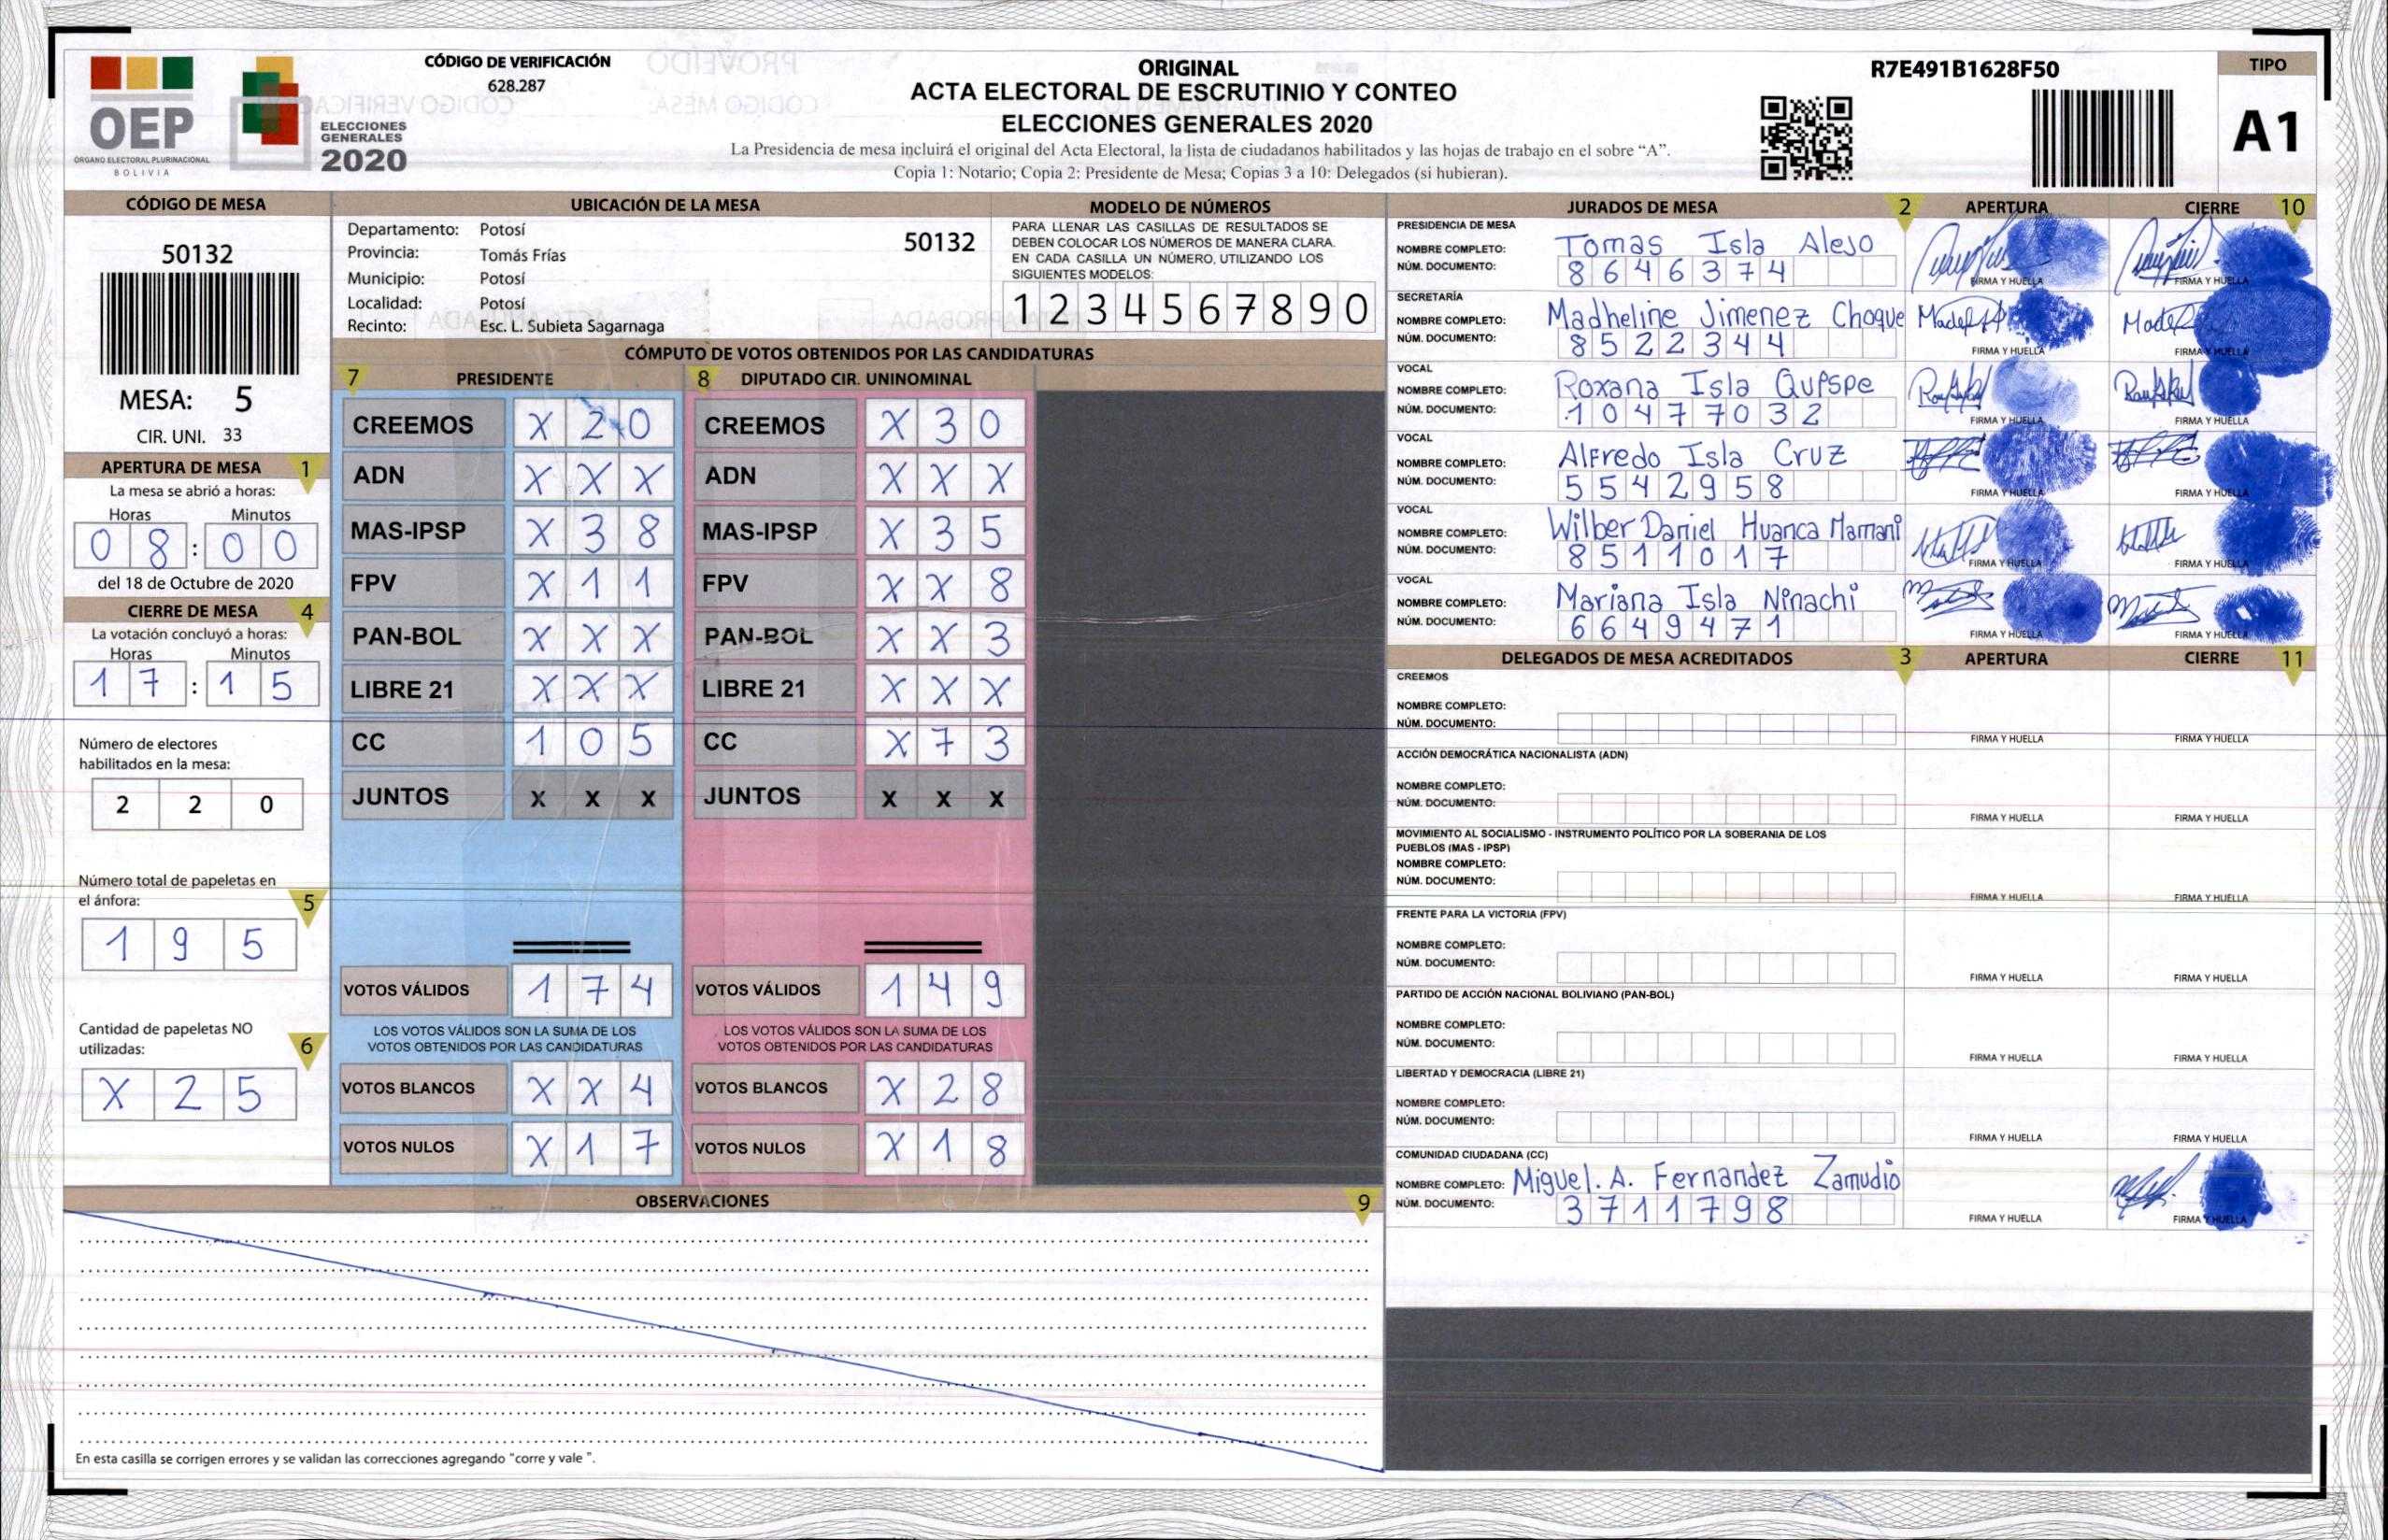 CÓDIGO DE VERIFICACIÓN
628.287
OEP
ÓRGANO ELECTORAL PLURINACIONAL
BOLIVIA
ELECCIONES
GENERALES
2020
ORIGINAL
ACTA ELECTORAL DE ESCRUTINIO Y CONTEO
ELECCIONES GENERALES 2020
La Presidencia de mesa incluirá el original del Acta Electoral, la lista de ciudadanos habilitados y las hojas de trabajo en el sobre “A”.
Copia 1: Notario; Copia 2: Presidente de Mesa; Copias 3 a 10: Delegados (si hubieran).
R7E491B1628F50
TIPO
A1
CÓDIGO DE MESA
50132
MESA: 5
CIR. UNI. 33
APERTURA DE MESA 1
La mesa se abrió a horas:
Horas Minutos
0 8 : 0 0
del 18 de Octubre de 2020
CIERRE DE MESA 4
La votación concluyó a horas:
Horas Minutos
1 7 : 1 5
Número de electores
habilitados en la mesa:
2 2 0
Número total de papeletas en
el ánfora: 5
1 9 5
Cantidad de papeletas NO
utilizadas: 6
X 2 5
UBICACIÓN DE LA MESA
Departamento: Potosí
Provincia: Tomás Frías
Municipio: Potosí
Localidad: Potosí
Recinto: Esc. L. Subieta Sagarnaga
50132
MODELO DE NÚMEROS
PARA LLENAR LAS CASILLAS DE RESULTADOS SE
DEBEN COLOCAR LOS NÚMEROS DE MANERA CLARA.
EN CADA CASILLA UN NÚMERO, UTILIZANDO LOS
SIGUIENTES MODELOS:
1 2 3 4 5 6 7 8 9 0
CÓMPUTO DE VOTOS OBTENIDOS POR LAS CANDIDATURAS
7 PRESIDENTE
CREEMOS X 2 0
ADN X X X
MAS-IPSP X 3 8
FPV X 1 1
PAN-BOL X X X
LIBRE 21 X X X
CC 1 0 5
JUNTOS X X X
VOTOS VÁLIDOS 1 7 4
LOS VOTOS VÁLIDOS SON LA SUMA DE LOS
VOTOS OBTENIDOS POR LAS CANDIDATURAS
VOTOS BLANCOS X X 4
VOTOS NULOS X 1 7
8 DIPUTADO CIR. UNINOMINAL
CREEMOS X 3 0
ADN X X X
MAS-IPSP X 3 5
FPV X X 8
PAN-BOL X X 3
LIBRE 21 X X X
CC X 7 3
JUNTOS X X X
VOTOS VÁLIDOS 1 4 9
LOS VOTOS VÁLIDOS SON LA SUMA DE LOS
VOTOS OBTENIDOS POR LAS CANDIDATURAS
VOTOS BLANCOS X 2 8
VOTOS NULOS X 1 8
OBSERVACIONES 9
En esta casilla se corrigen errores y se validan las correcciones agregando "corre y vale ".
JURADOS DE MESA 2 APERTURA CIERRE 10
PRESIDENCIA DE MESA
NOMBRE COMPLETO: Tomas Isla Alejo
NÚM. DOCUMENTO: 8646374
FIRMA Y HUELLA FIRMA Y HUELLA
SECRETARÍA
NOMBRE COMPLETO: Madheline Jimenez Choque
NÚM. DOCUMENTO: 8522344
FIRMA Y HUELLA FIRMA Y HUELLA
VOCAL
NOMBRE COMPLETO: Roxana Isla Quispe
NÚM. DOCUMENTO: 10477032
FIRMA Y HUELLA FIRMA Y HUELLA
VOCAL
NOMBRE COMPLETO: Alfredo Isla Cruz
NÚM. DOCUMENTO: 5542958
FIRMA Y HUELLA FIRMA Y HUELLA
VOCAL
NOMBRE COMPLETO: Wilber Daniel Huanca Mamani
NÚM. DOCUMENTO: 8511017
FIRMA Y HUELLA FIRMA Y HUELLA
VOCAL
NOMBRE COMPLETO: Mariana Isla Ninachi
NÚM. DOCUMENTO: 6649471
FIRMA Y HUELLA FIRMA Y HUELLA
DELEGADOS DE MESA ACREDITADOS 3 APERTURA CIERRE 11
CREEMOS
NOMBRE COMPLETO:
NÚM. DOCUMENTO:
FIRMA Y HUELLA FIRMA Y HUELLA
ACCIÓN DEMOCRÁTICA NACIONALISTA (ADN)
NOMBRE COMPLETO:
NÚM. DOCUMENTO:
FIRMA Y HUELLA FIRMA Y HUELLA
MOVIMIENTO AL SOCIALISMO - INSTRUMENTO POLÍTICO POR LA SOBERANIA DE LOS
PUEBLOS (MAS - IPSP)
NOMBRE COMPLETO:
NÚM. DOCUMENTO:
FIRMA Y HUELLA FIRMA Y HUELLA
FRENTE PARA LA VICTORIA (FPV)
NOMBRE COMPLETO:
NÚM. DOCUMENTO:
FIRMA Y HUELLA FIRMA Y HUELLA
PARTIDO DE ACCIÓN NACIONAL BOLIVIANO (PAN-BOL)
NOMBRE COMPLETO:
NÚM. DOCUMENTO:
FIRMA Y HUELLA FIRMA Y HUELLA
LIBERTAD Y DEMOCRACIA (LIBRE 21)
NOMBRE COMPLETO:
NÚM. DOCUMENTO:
FIRMA Y HUELLA FIRMA Y HUELLA
COMUNIDAD CIUDADANA (CC)
NOMBRE COMPLETO: Miguel. A. Fernandez Zamudio
NÚM. DOCUMENTO: 3711798
FIRMA Y HUELLA FIRMA Y HUELLA